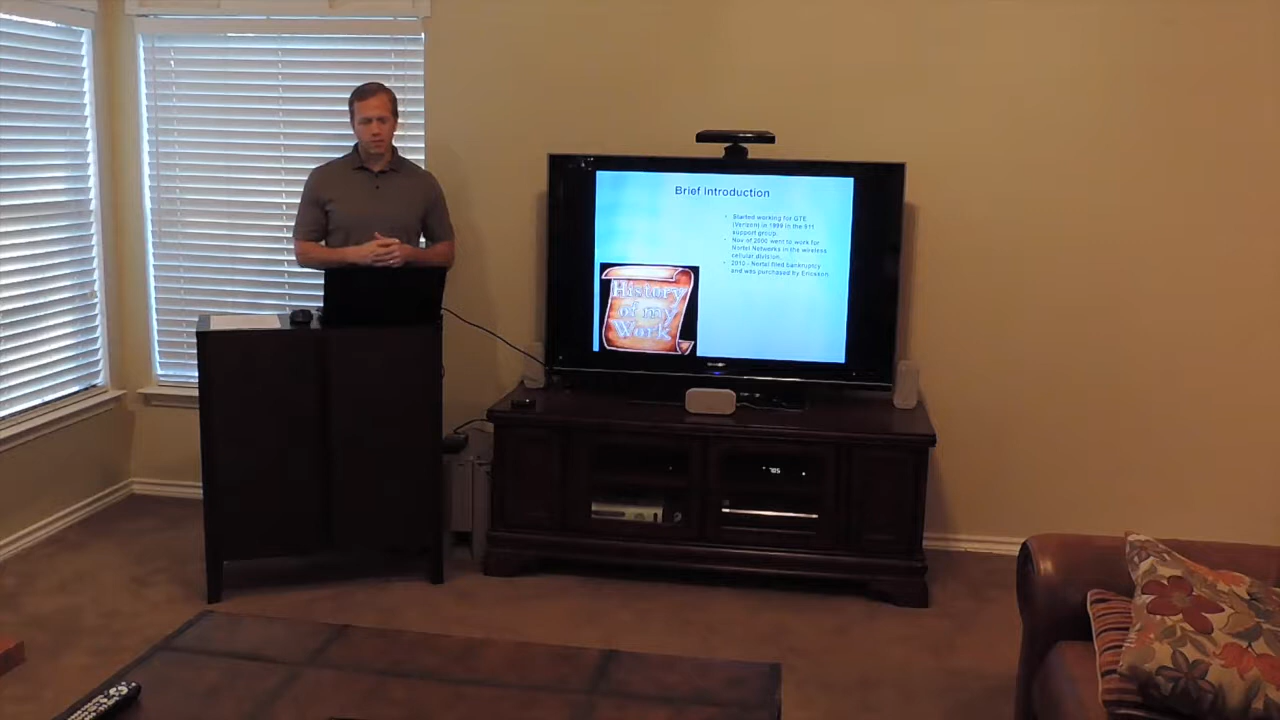 Brief Introduction
• Started working for GTE
(Verizon) in 1999 in the 911
support group.
• Nov of 2000 went to work for
Nortel Networks in the wireless
cellular division.
• 2010 - Nortel filed bankruptcy
and was purchased by Ericsson.
History
of my
Work